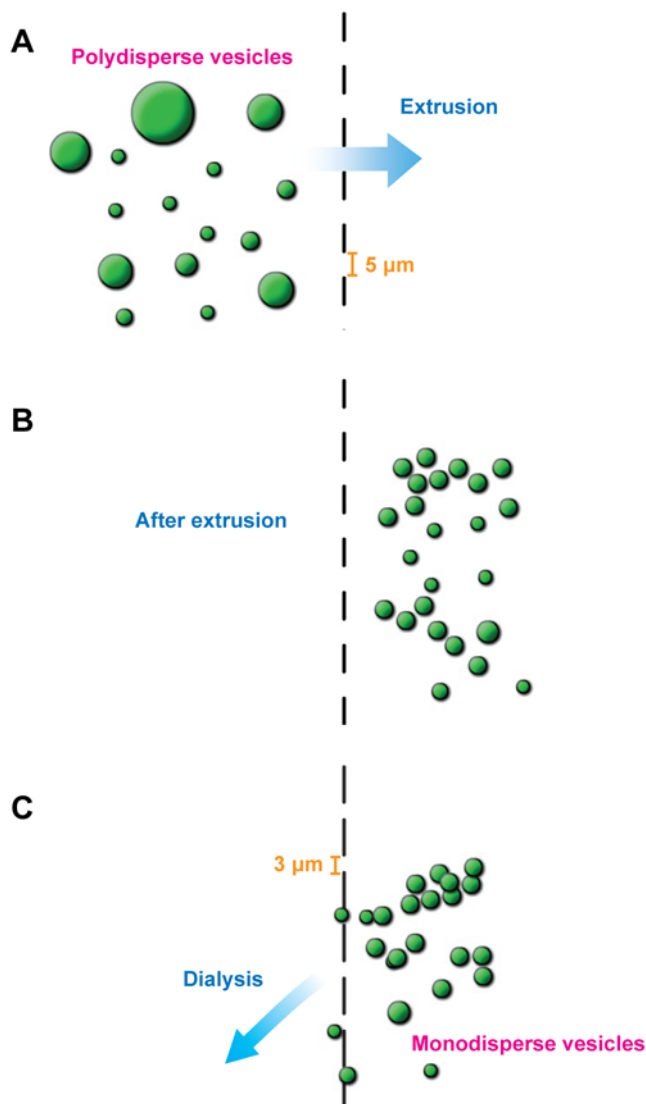 A
Polydisperse vesicles
Extrusion
5 µm
B
After extrusion
C
3 µm
Dialysis
Monodisperse vesicles